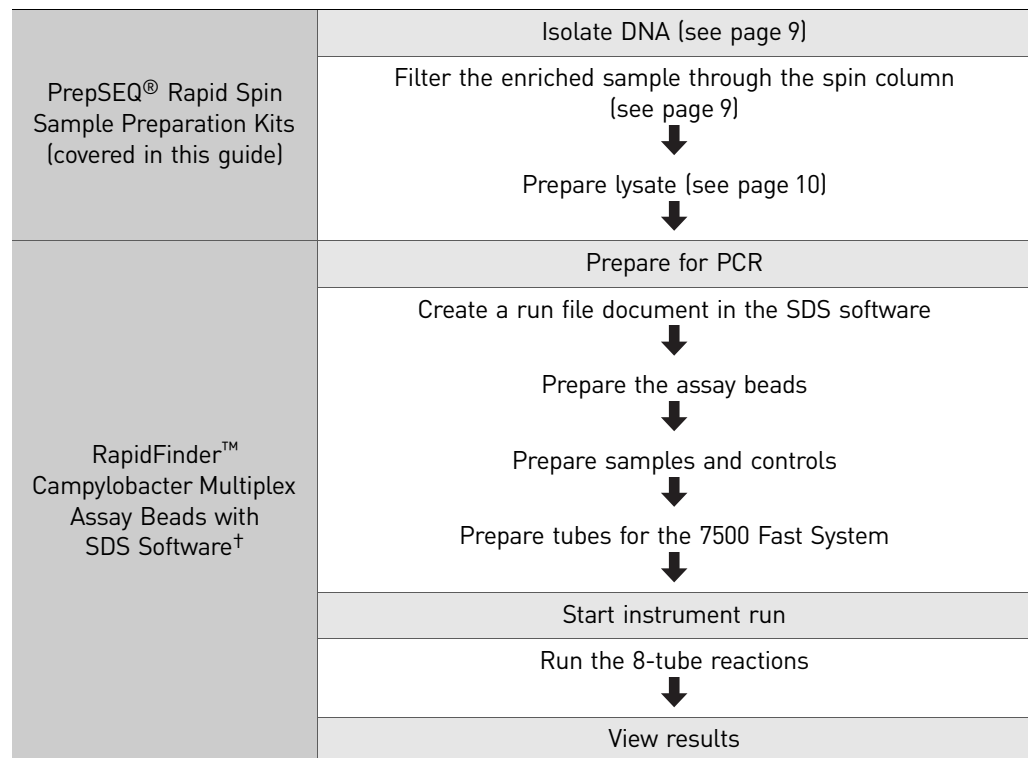 PrepSEQ® Rapid Spin
Sample Preparation Kits
(covered in this guide)
Isolate DNA (see page 9)
Filter the enriched sample through the spin column
(see page 9)
Prepare lysate (see page 10)
RapidFinder™
Campylobacter Multiplex
Assay Beads with
SDS Software†
Prepare for PCR
Create a run file document in the SDS software
Prepare the assay beads
Prepare samples and controls
Prepare tubes for the 7500 Fast System
Start instrument run
Run the 8-tube reactions
View results